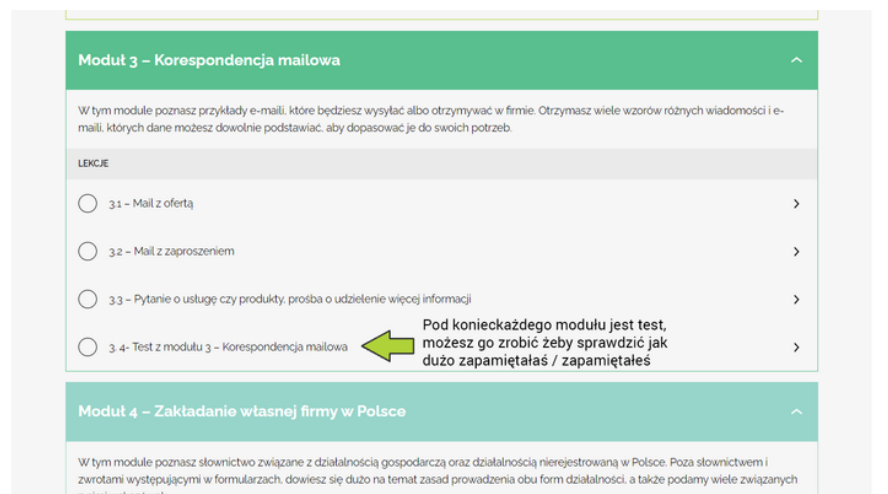 Moduł 3 – Korespondencja mailowa
W tym module poznasz przykłady e-maili, które będziesz wysyłać albo otrzymywać w firmie. Otrzymasz wiele wzorów różnych wiadomości i e-
maili, których dane możesz dowolnie podstawiać, aby dopasować je do swoich potrzeb.
LEKCJE
3.1 – Mail z ofertą
3.2 – Mail z zaproszeniem
3.3 – Pytanie o usługę czy produkty, prośba o udzielenie więcej informacji
Pod konieckażdego modułu jest test,
3. 4- Test z modułu 3 – Korespondencja mailowa
możesz go zrobić żeby sprawdzić jak
dużo zapamiętałaś / zapamiętałeś
Moduł 4 – Zakładanie własnej firmy w Polsce
W tym module poznasz słownictwo związane z działalnością gospodarczą oraz działalnością nierejestrowaną w Polsce. Poza słownictwem i
zwrotami występującymi w formularzach, dowiesz się dużo na temat zasad prowadzenia obu form działalności, a także podamy wiele związanych